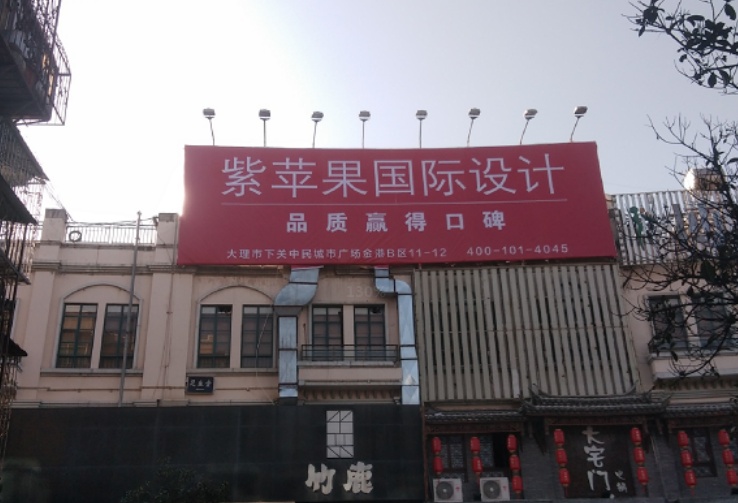 紫苹果国际设计
品质赢得口碑
大理市下关中民城市广场金港B区11-12 400-101-4045
竹鹿
大宅门
火锅